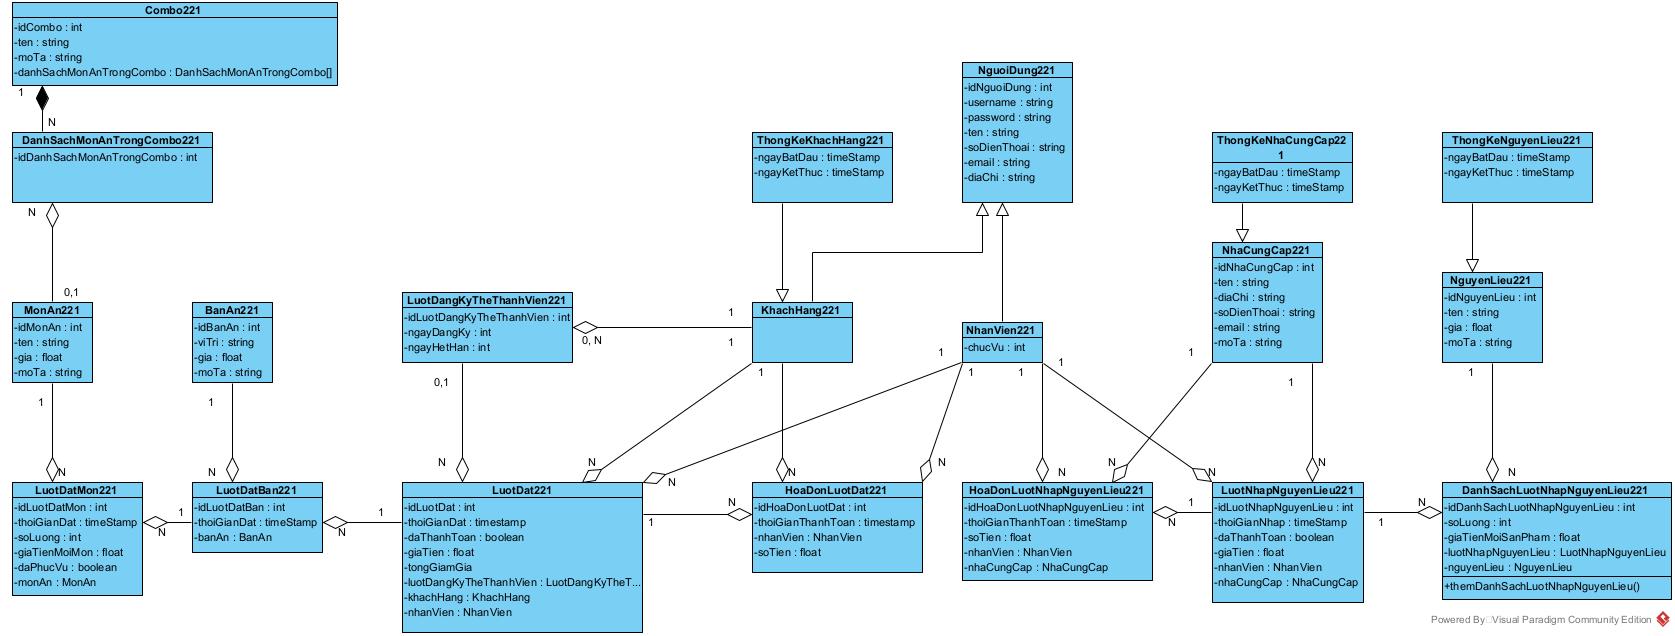 Combo221
-idCombo : int
-ten : string
-moTa : string
-danhSachMonAnTrongCombo : DanhSachMonAnTrongCombo[]
1
N
DanhSachMonAnTrongCombo221
-idDanhSachMonAnTrongCombo : int
N
0,1
MonAn221
-idMonAn : int
-ten : string
-gia : float
-moTa : string
1
N
BanAn221
-idBanAn : int
-viTri : string
-gia : float
-moTa : string
1
N
LuotDangKyTheThanhVien221
-idLuotDangKyTheThanhVien : int
-ngayDangKy : int
-ngayHetHan : int
0, N
1
0,1
N
ThongKeKhachHang221
-ngayBatDau : timeStamp
-ngayKetThuc : timeStamp
KhachHang221
1
1
N
N
NguoiDung221
-idNguoiDung : int
-username : string
-password : string
-ten : string
-soDienThoai : string
-email : string
-diaChi : string
NhanVien221
-chucVu : int
1
1
1
1
N
N
N
N
ThongKeNhaCungCap22
1
-ngayBatDau : timeStamp
-ngayKetThuc : timeStamp
NhaCungCap221
-idNhaCungCap : int
-ten : string
-diaChi : string
-soDienThoai : string
-email : string
-moTa : string
1
1
N
N
ThongKeNguyenLieu221
-ngayBatDau : timeStamp
-ngayKetThuc : timeStamp
NguyenLieu221
-idNguyenLieu : int
-ten : string
-gia : float
-moTa : string
1
N
LuotDatMon221
-idLuotDatMon : int
-thoiGianDat : timeStamp
-soLuong : int
-giaTienMoiMon : float
-daPhucVu : boolean
-monAn : MonAn
N
1
LuotDatBan221
-idLuotDatBan : int
-thoiGianDat : timeStamp
-banAn : BanAn
N
1
LuotDat221
-idLuotDat : int
-thoiGianDat : timestamp
-daThanhToan : boolean
-giaTien : float
-tongGiamGia
-luotDangKyTheThanhVien : LuotDangKyTheT...
-khachHang : KhachHang
-nhanVien : NhanVien
1
N
HoaDonLuotDat221
-idHoaDonLuotDat : int
-thoiGianThanhToan : timestamp
-nhanVien : NhanVien
-soTien : float
HoaDonLuotNhapNguyenLieu221
-idHoaDonLuotNhapNguyenLieu : int
-thoiGianThanhToan : timeStamp
-soTien : float
-nhanVien : NhanVien
-nhaCungCap : NhaCungCap
N
1
LuotNhapNguyenLieu221
-idLuotNhapNguyenLieu : int
-thoiGianNhap : timeStamp
-daThanhToan : boolean
-giaTien : float
-nhanVien : NhanVien
-nhaCungCap : NhaCungCap
1
N
DanhSachLuotNhapNguyenLieu221
-idDanhSachLuotNhapNguyenLieu : int
-soLuong : int
-giaTienMoiSanPham : float
-luotNhapNguyenLieu : LuotNhapNguyenLieu
-nguyenLieu : NguyenLieu
+themDanhSachLuotNhapNguyenLieu()
Powered By Visual Paradigm Community Edition